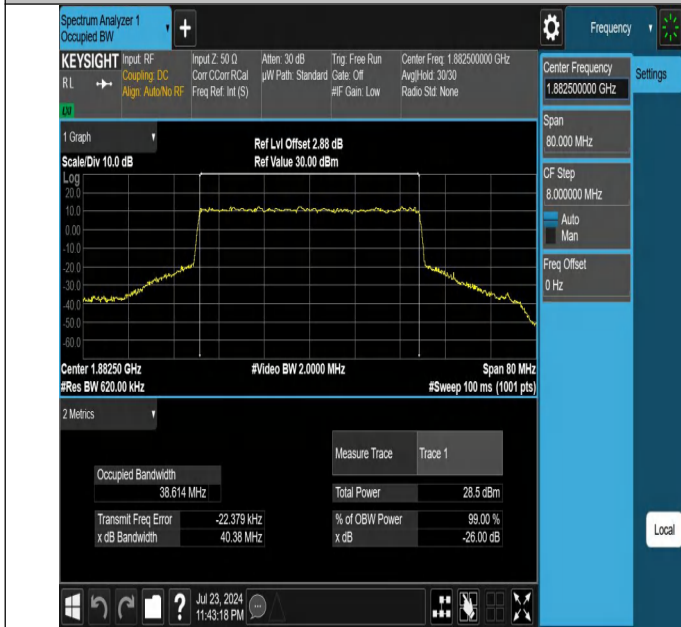 Spectrum Analyzer 1
Occupied BW
+
Frequency
KEYSIGHT
RL
LXI
Input: RF
Coupling: DC
Align: Auto/No RF
Input Z: 50 Ω
Corr CCorr RCal
Freq Ref: Int (S)
Atten: 30 dB
µW Path: Standard
Trig: Free Run
Gate: Off
#IF Gain: Low
Center Freq: 1.882500000 GHz
Avg|Hold: 30/30
Radio Std: None
Center Frequency
1.882500000 GHz
Settings
Span
80.000 MHz
CF Step
8.000000 MHz
Auto
Man
Freq Offset
0 Hz
Local
1 Graph
Scale/Div 10.0 dB
Ref Lvl Offset 2.88 dB
Ref Value 30.00 dBm
Log
20.0
10.0
0.00
-10.0
-20.0
-30.0
-40.0
-50.0
-60.0
Center 1.88250 GHz
#Res BW 620.00 kHz
#Video BW 2.0000 MHz
Span 80 MHz
#Sweep 100 ms (1001 pts)
2 Metrics
Measure Trace Trace 1
Occupied Bandwidth
38.614 MHz
Total Power 28.5 dBm
Transmit Freq Error -22.379 kHz
% of OBW Power 99.00 %
x dB Bandwidth 40.38 MHz
x dB -26.00 dB
?
Jul 23, 2024
11:43:18 PM